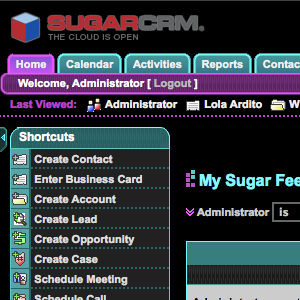 SUGARCRM.
THE CLOUD IS OPEN
Home Calendar Activities Reports Contac
Welcome, Administrator [ Logout ]
Last Viewed: Administrator Lola Ardito W
Shortcuts
Create Contact
Enter Business Card
My Sugar Fee
Create Account
Administrator is
Create Lead
Create Opportunity
Create Case
Schedule Meeting
Schedule Call